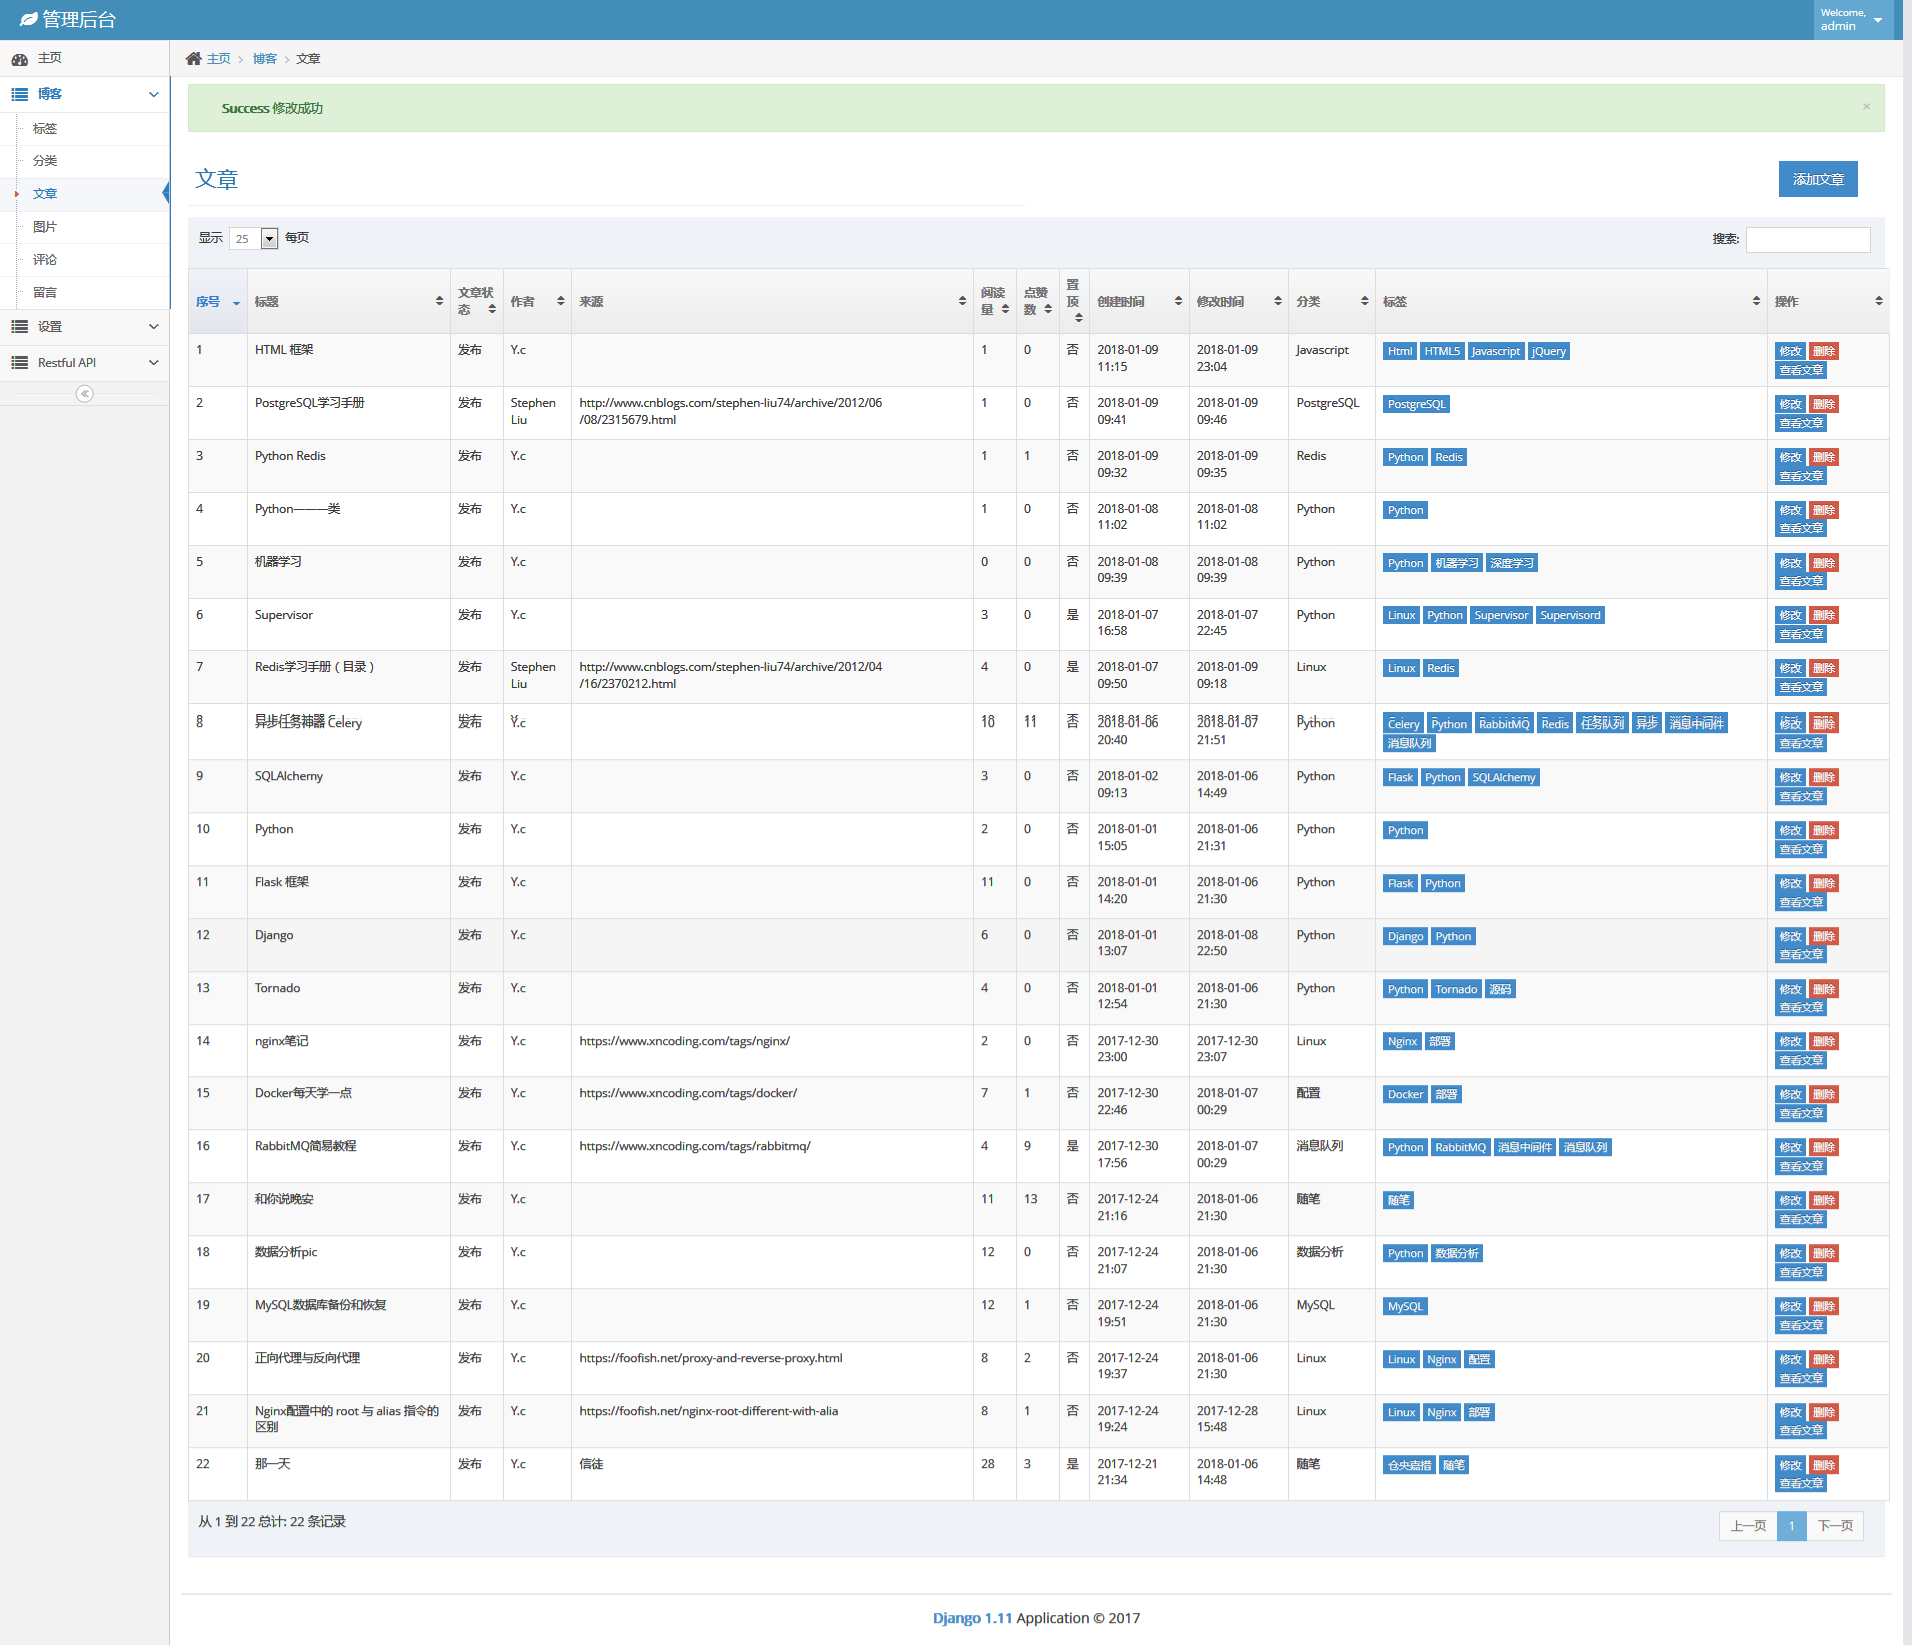 管理后台
Welcome,
admin
主页
博客
标签
分类
文章
图片
评论
留言
设置
Restful API
主页 > 博客 > 文章
Success 修改成功 ×
文章
添加文章
显示 25 每页
搜索:
序号 标题 文章状态 作者 来源 阅读量 点赞数 置顶 创建时间 修改时间 分类 标签 操作
1 HTML 框架 发布 Y.c 1 0 否 2018-01-09 11:15 2018-01-09 23:04 Javascript Html HTML5 Javascript jQuery 修改 删除 查看文章
2 PostgreSQL学习手册 发布 Stephen Liu http://www.cnblogs.com/stephen-liu74/archive/2012/06/08/2315679.html 1 0 否 2018-01-09 09:41 2018-01-09 09:46 PostgreSQL PostgreSQL 修改 删除 查看文章
3 Python Redis 发布 Y.c 1 1 否 2018-01-09 09:32 2018-01-09 09:35 Redis Python Redis 修改 删除 查看文章
4 Python———类 发布 Y.c 1 0 否 2018-01-08 11:02 2018-01-08 11:02 Python Python 修改 删除 查看文章
5 机器学习 发布 Y.c 0 0 否 2018-01-08 09:39 2018-01-08 09:39 Python Python 机器学习 深度学习 修改 删除 查看文章
6 Supervisor 发布 Y.c 3 0 是 2018-01-07 16:58 2018-01-07 22:45 Python Linux Python Supervisor Supervisord 修改 删除 查看文章
7 Redis学习手册（目录） 发布 Stephen Liu http://www.cnblogs.com/stephen-liu74/archive/2012/04/16/2370212.html 4 0 是 2018-01-07 09:50 2018-01-09 09:18 Linux Linux Redis 修改 删除 查看文章
8 异步任务神器 Celery 发布 Y.c 10 11 否 2018-01-06 20:40 2018-01-07 21:51 Python Celery Python RabbitMQ Redis 任务队列 异步 消息中间件 消息队列 修改 删除 查看文章
9 SQLAlchemy 发布 Y.c 3 0 否 2018-01-02 09:13 2018-01-06 14:49 Python Flask Python SQLAlchemy 修改 删除 查看文章
10 Python 发布 Y.c 2 0 否 2018-01-01 15:05 2018-01-06 21:31 Python Python 修改 删除 查看文章
11 Flask 框架 发布 Y.c 11 0 否 2018-01-01 14:20 2018-01-06 21:30 Python Flask Python 修改 删除 查看文章
12 Django 发布 Y.c 6 0 否 2018-01-01 13:07 2018-01-08 22:50 Python Django Python 修改 删除 查看文章
13 Tornado 发布 Y.c 4 0 否 2018-01-01 12:54 2018-01-06 21:30 Python Python Tornado 源码 修改 删除 查看文章
14 nginx笔记 发布 Y.c https://www.xncoding.com/tags/nginx/ 2 0 否 2017-12-30 23:00 2017-12-30 23:07 Linux Nginx 部署 修改 删除 查看文章
15 Docker每天学一点 发布 Y.c https://www.xncoding.com/tags/docker/ 7 1 否 2017-12-30 22:46 2018-01-07 00:29 配置 Docker 部署 修改 删除 查看文章
16 RabbitMQ简易教程 发布 Y.c https://www.xncoding.com/tags/rabbitmq/ 4 9 是 2017-12-30 17:56 2018-01-07 00:29 消息队列 Python RabbitMQ 消息中间件 消息队列 修改 删除 查看文章
17 和你说晚安 发布 Y.c 11 13 否 2017-12-24 21:16 2018-01-06 21:30 随笔 随笔 修改 删除 查看文章
18 数据分析pic 发布 Y.c 12 0 否 2017-12-24 21:07 2018-01-06 21:30 数据分析 Python 数据分析 修改 删除 查看文章
19 MySQL数据库备份和恢复 发布 Y.c 12 1 否 2017-12-24 19:51 2018-01-06 21:30 MySQL MySQL 修改 删除 查看文章
20 正向代理与反向代理 发布 Y.c https://foofish.net/proxy-and-reverse-proxy.html 8 2 否 2017-12-24 19:37 2018-01-06 21:30 Linux Linux Nginx 配置 修改 删除 查看文章
21 Nginx配置中的 root 与 alias 指令的区别 发布 Y.c https://foofish.net/nginx-root-different-with-alia 8 1 否 2017-12-24 19:24 2017-12-28 15:48 Linux Linux Nginx 部署 修改 删除 查看文章
22 那一天 发布 Y.c 信徒 28 3 是 2017-12-21 21:34 2018-01-06 14:48 随笔 仓央嘉措 随笔 修改 删除 查看文章
从 1 到 22 总计: 22 条记录
上一页 1 下一页
Django 1.11 Application © 2017